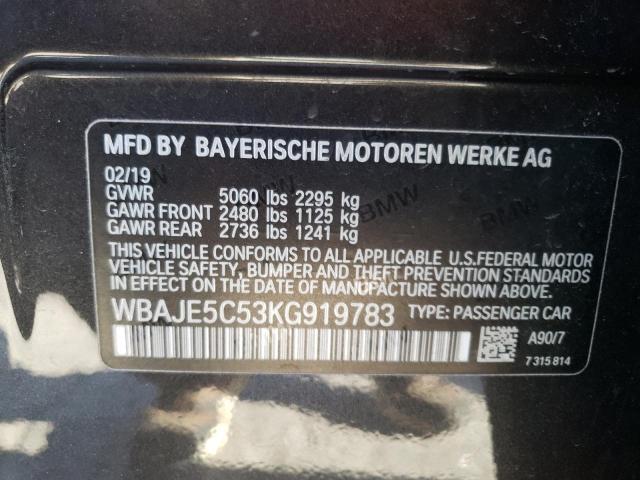 MFD BY BAYERISCHE MOTOREN WERKE AG
02/19
GVWR 5060 lbs 2295 kg
GAWR FRONT 2480 lbs 1125 kg
GAWR REAR 2736 lbs 1241 kg
THIS VEHICLE CONFORMS TO ALL APPLICABLE U.S.FEDERAL MOTOR
VEHICLE SAFETY, BUMPER AND THEFT PREVENTION STANDARDS
IN EFFECT ON THE DATE OF MANUFACTURE SHOWN ABOVE
WBAJE5C53KG919783 TYPE: PASSENGER CAR
A90/7
7 315 814
BMW